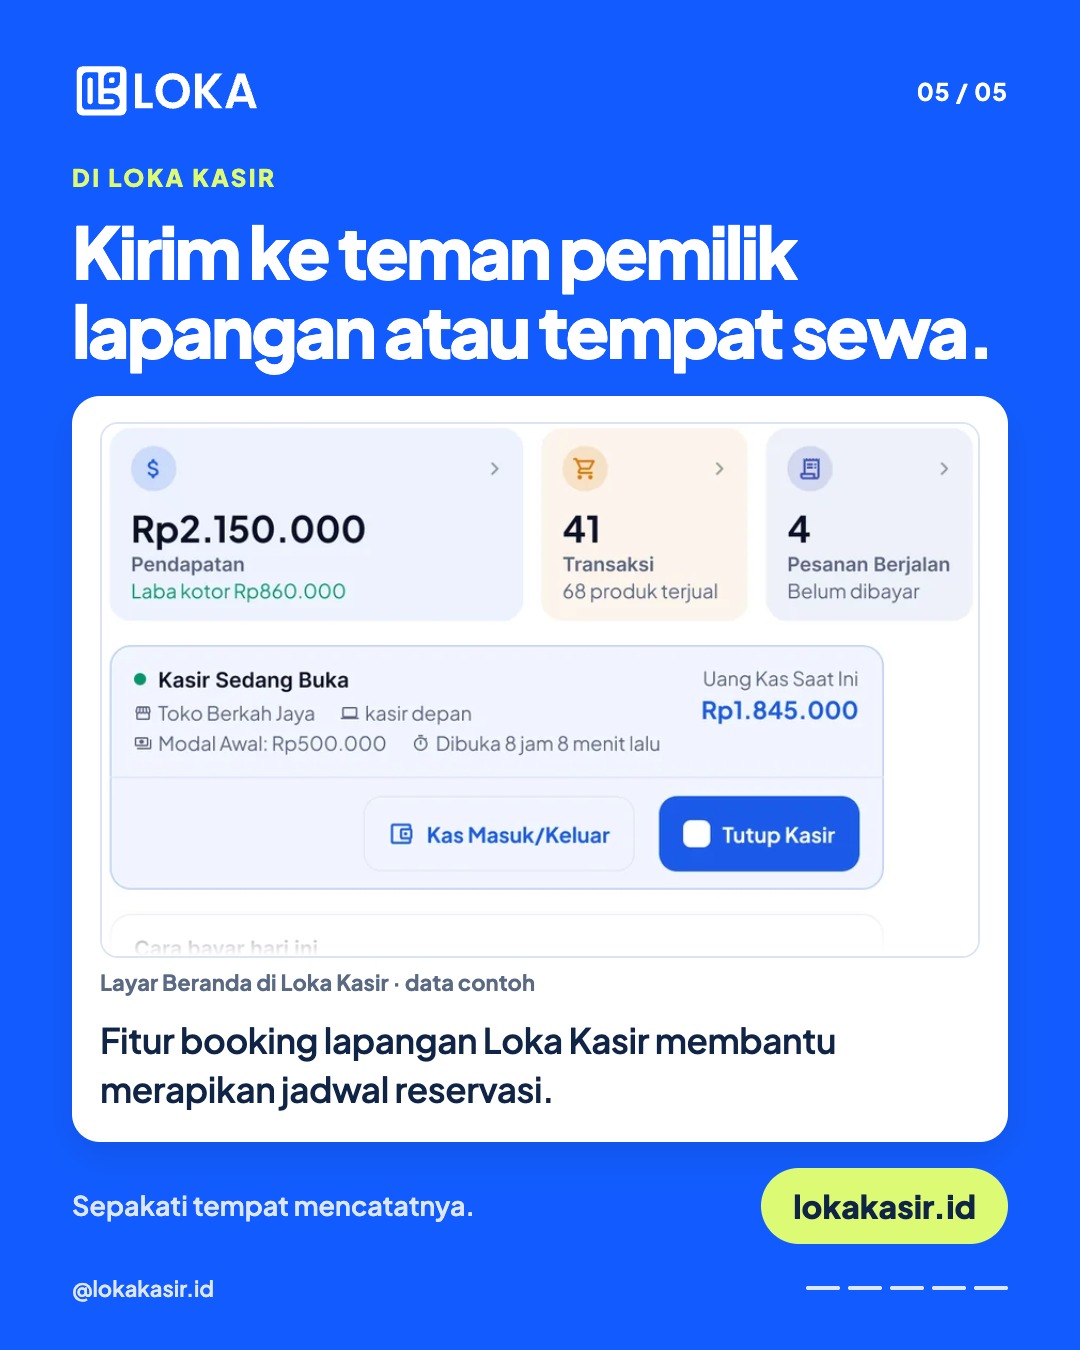 LOKA
05 / 05
DI LOKA KASIR
Kirim ke teman pemilik
lapangan atau tempat sewa.
Rp2.150.000
Pendapatan
Laba kotor Rp860.000
41
Transaksi
68 produk terjual
4
Pesanan Berjalan
Belum dibayar
Kasir Sedang Buka
Toko Berkah Jaya kasir depan
Modal Awal: Rp500.000 Dibuka 8 jam 8 menit lalu
Uang Kas Saat Ini
Rp1.845.000
Kas Masuk/Keluar
Tutup Kasir
Cara bayar hari ini
Layar Beranda di Loka Kasir · data contoh
Fitur booking lapangan Loka Kasir membantu
merapikan jadwal reservasi.
Sepakati tempat mencatatnya.
lokakasir.id
@lokakasir.id